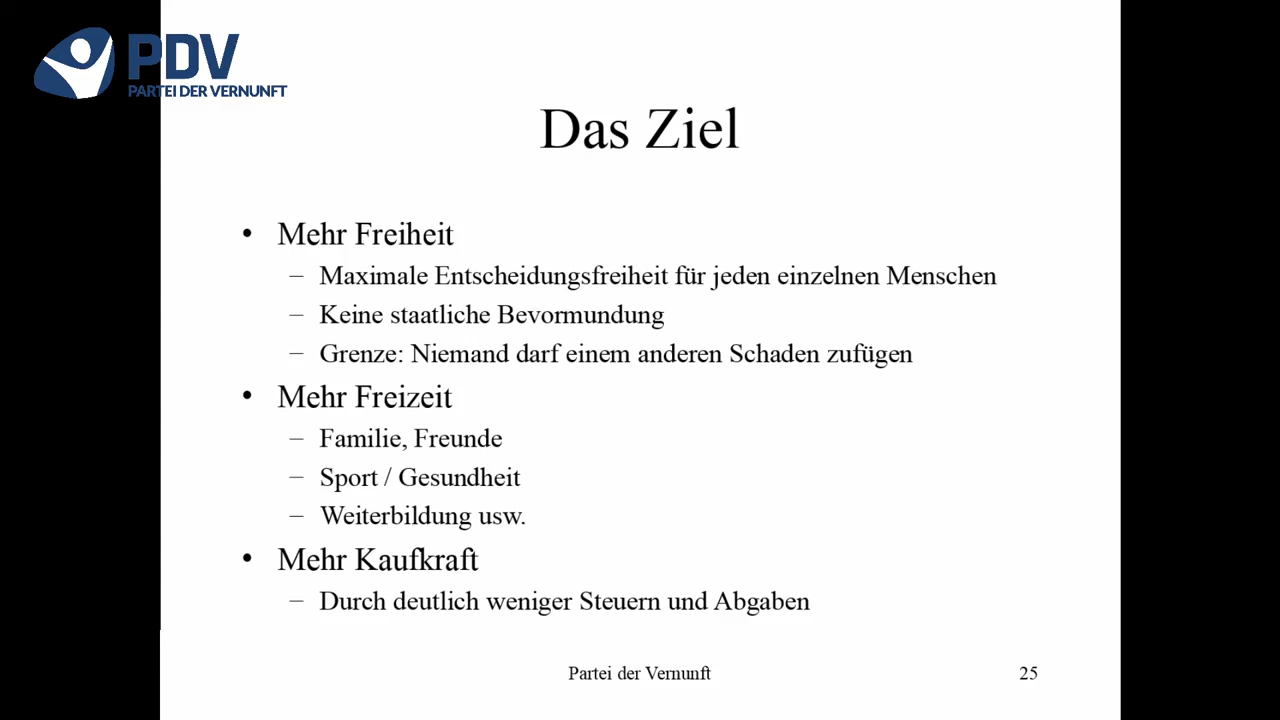 PDV
PARTEI DER VERNUNFT
Das Ziel
• Mehr Freiheit
– Maximale Entscheidungsfreiheit für jeden einzelnen Menschen
– Keine staatliche Bevormundung
– Grenze: Niemand darf einem anderen Schaden zufügen
• Mehr Freizeit
– Familie, Freunde
– Sport / Gesundheit
– Weiterbildung usw.
• Mehr Kaufkraft
– Durch deutlich weniger Steuern und Abgaben
Partei der Vernunft
25